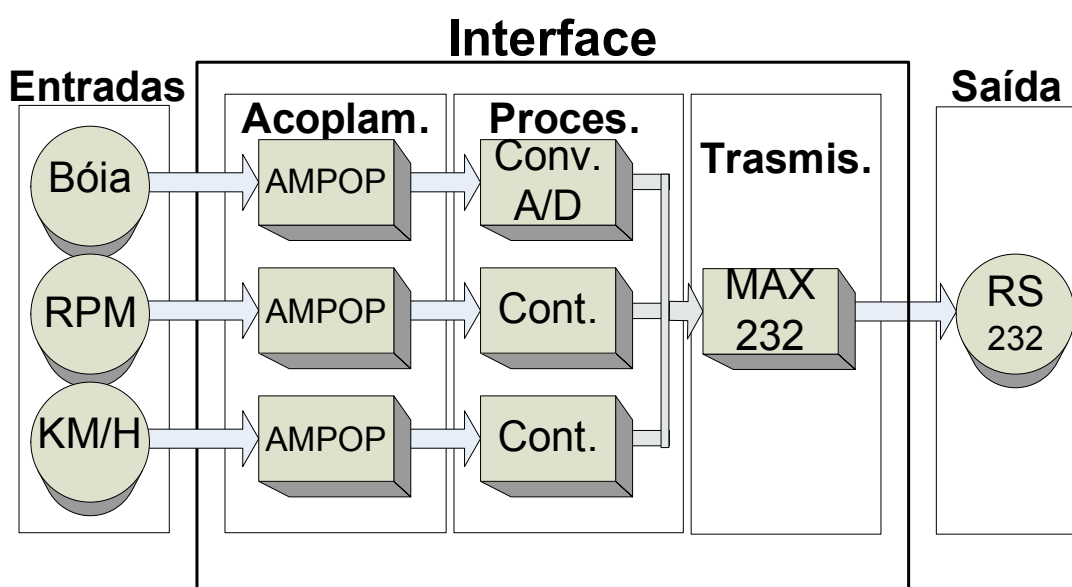 Interface
Entradas
Saída
Acoplam.
Proces.
Trasmis.
Bóia
AMPOP
Conv.
A/D
RPM
AMPOP
Cont.
MAX
232
RS
232
KM/H
AMPOP
Cont.